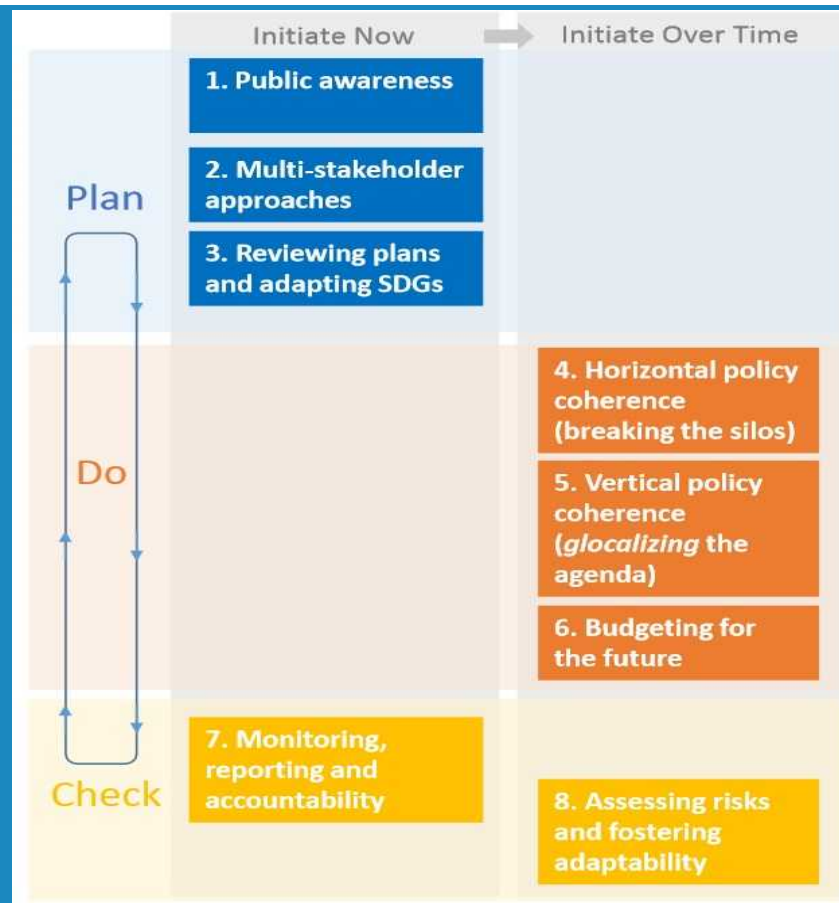 Initiate Now
Initiate Over Time
1. Public awareness
2. Multi-stakeholder
approaches
Plan
3. Reviewing plans
and adapting SDGs
4. Horizontal policy
coherence
(breaking the silos)
Do
5. Vertical policy
coherence
(glocalizing the
agenda)
6. Budgeting for
the future
7. Monitoring,
reporting and
accountability
Check
8. Assessing risks
and fostering
adaptability